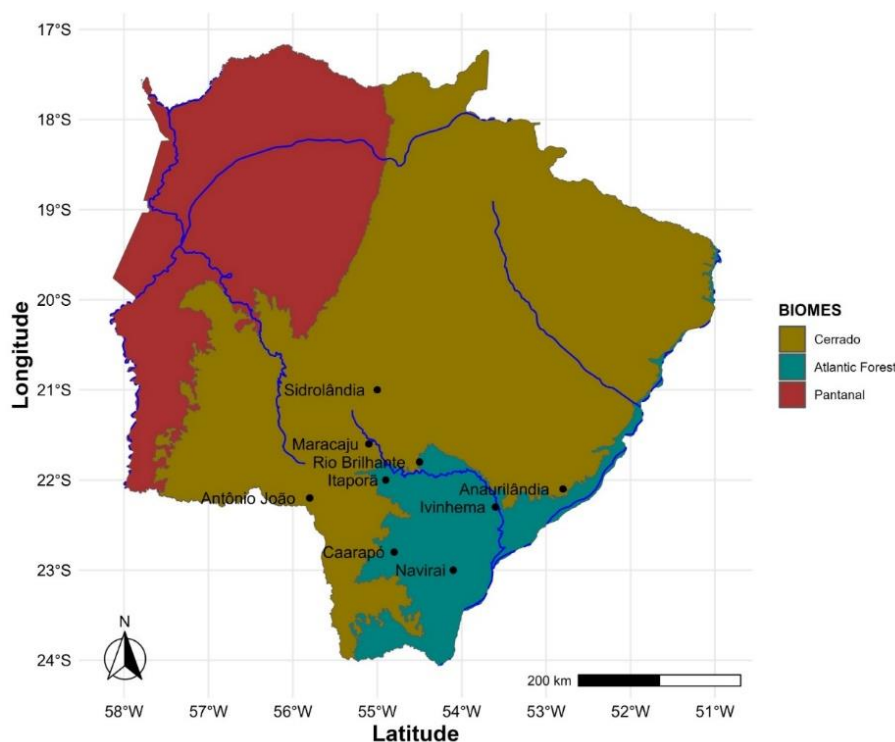 17°S
18°S
19°S
20°S
21°S
22°S
23°S
24°S
Longitude
Sidrolândia
Maracaju
Rio Brilhante
Itaporã
Antônio João
Anaurilândia
Ivinhema
Caarapó
Navirai
N
200 km
58°W 57°W 56°W 55°W 54°W 53°W 52°W 51°W
Latitude
BIOMES
Cerrado
Atlantic Forest
Pantanal